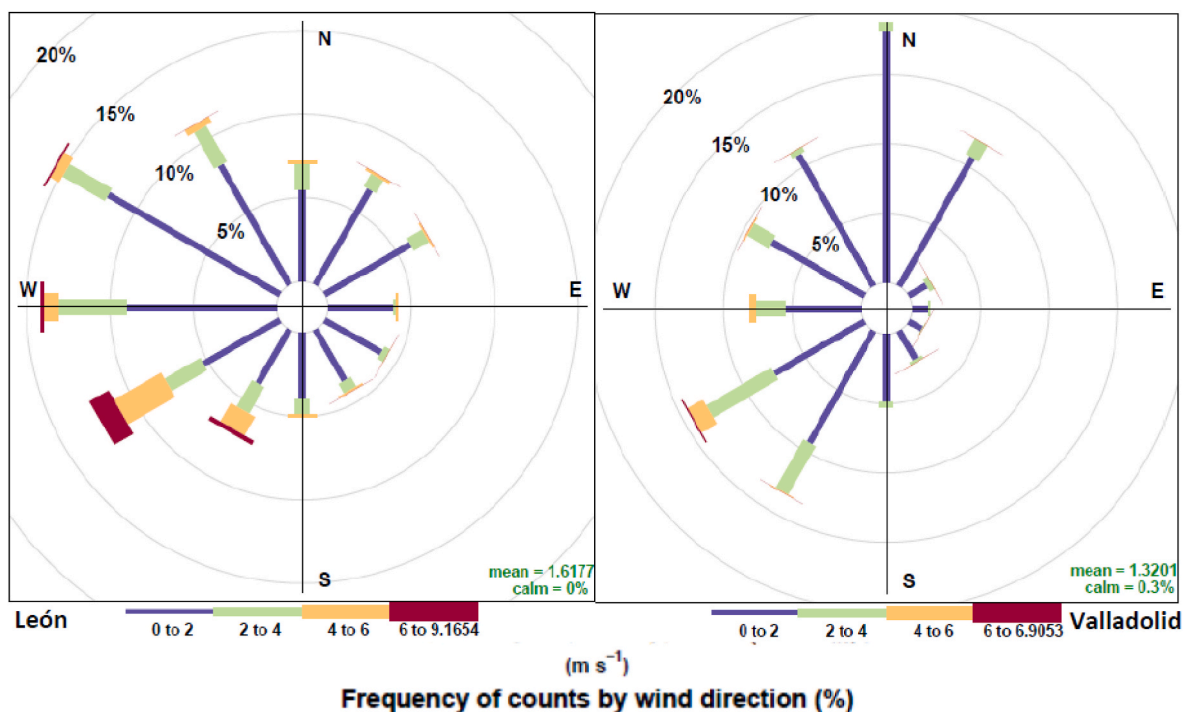 N
20%
15%
10%
5%
W
E
S
mean = 1.6177
calm = 0%
León
0 to 2
2 to 4
4 to 6
6 to 9.1654
N
20%
15%
10%
5%
W
E
S
mean = 1.3201
calm = 0.3%
0 to 2
2 to 4
4 to 6
6 to 6.9053
Valladolid
(m s⁻¹)
Frequency of counts by wind direction (%)